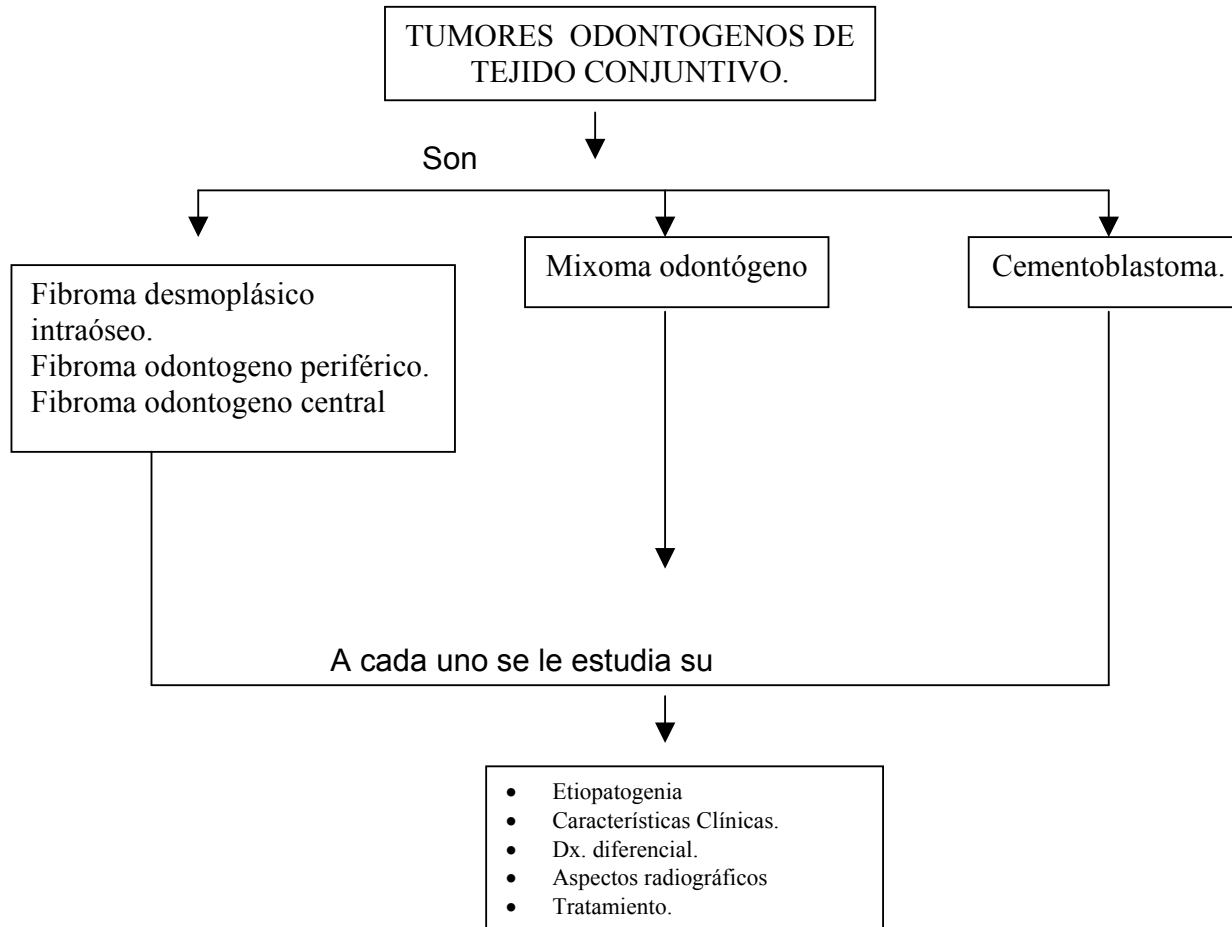 TUMORES ODONTOGENOS DE
TEJIDO CONJUNTIVO.
Son
Fibroma desmoplásico
intraóseo.
Fibroma odontogeno periférico.
Fibroma odontogeno central
Mixoma odontógeno
Cementoblastoma.
A cada uno se le estudia su
• Etiopatogenia
• Características Clínicas.
• Dx. diferencial.
• Aspectos radiográficos
• Tratamiento.